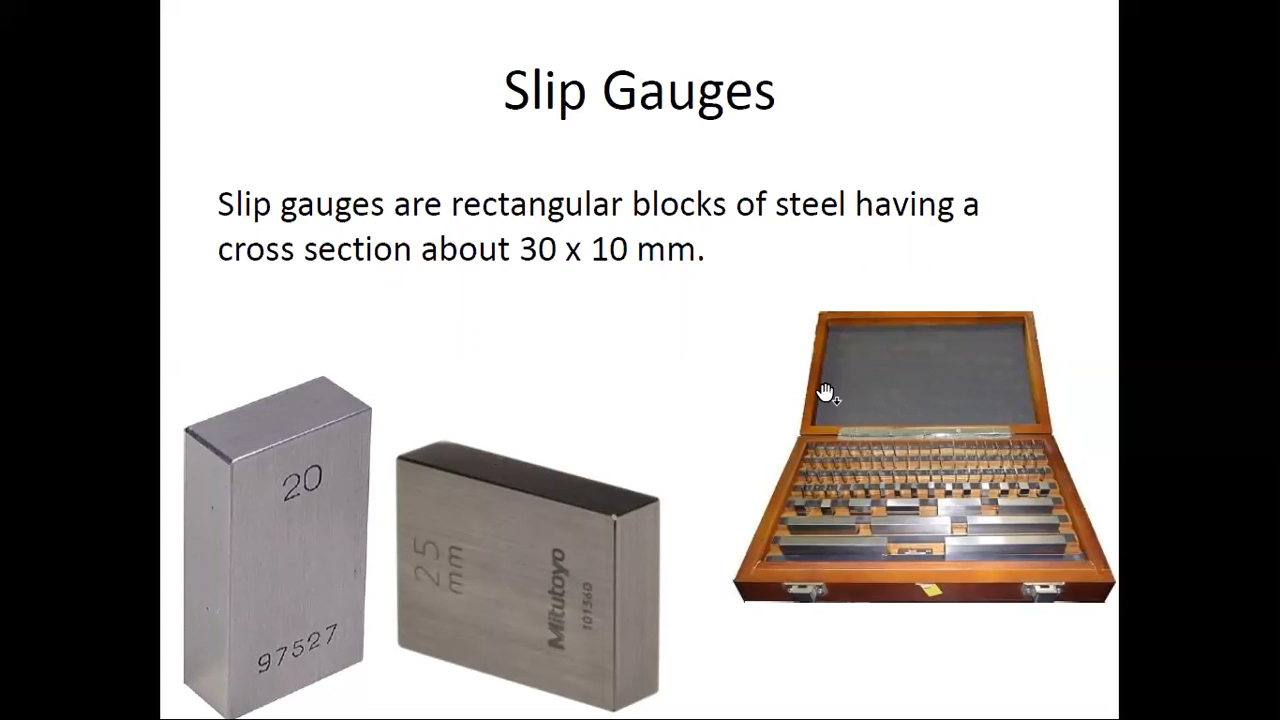 Slip Gauges
Slip gauges are rectangular blocks of steel having a
cross section about 30 x 10 mm.
20
97527
25
mm
Mitutoyo
101360